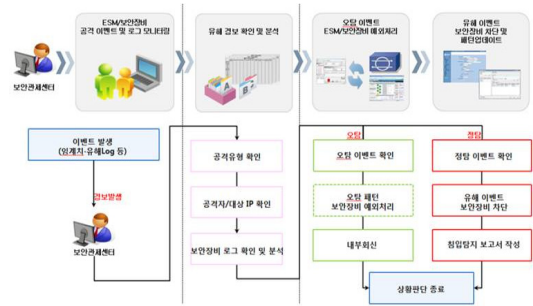 ESM/보안장비
공격 이벤트 및 로그 모니터링
유해 경보 확인 및 분석
오탐 이벤트
ESM/보안장비 예외처리
유해 이벤트
보안장비 차단 및
패턴업데이트
보안관제센터
이벤트 발생
(임계치·유해Log 등)
경보발생
보안관제센터
공격유형 확인
공격자/대상 IP 확인
보안장비 로그 확인 및 분석
오탐
오탐 이벤트 확인
오탐 패턴
보안장비 예외처리
내부회신
정탐
정탐 이벤트 확인
유해 이벤트
보안장비 차단
침입탐지 보고서 작성
상황판단 종료